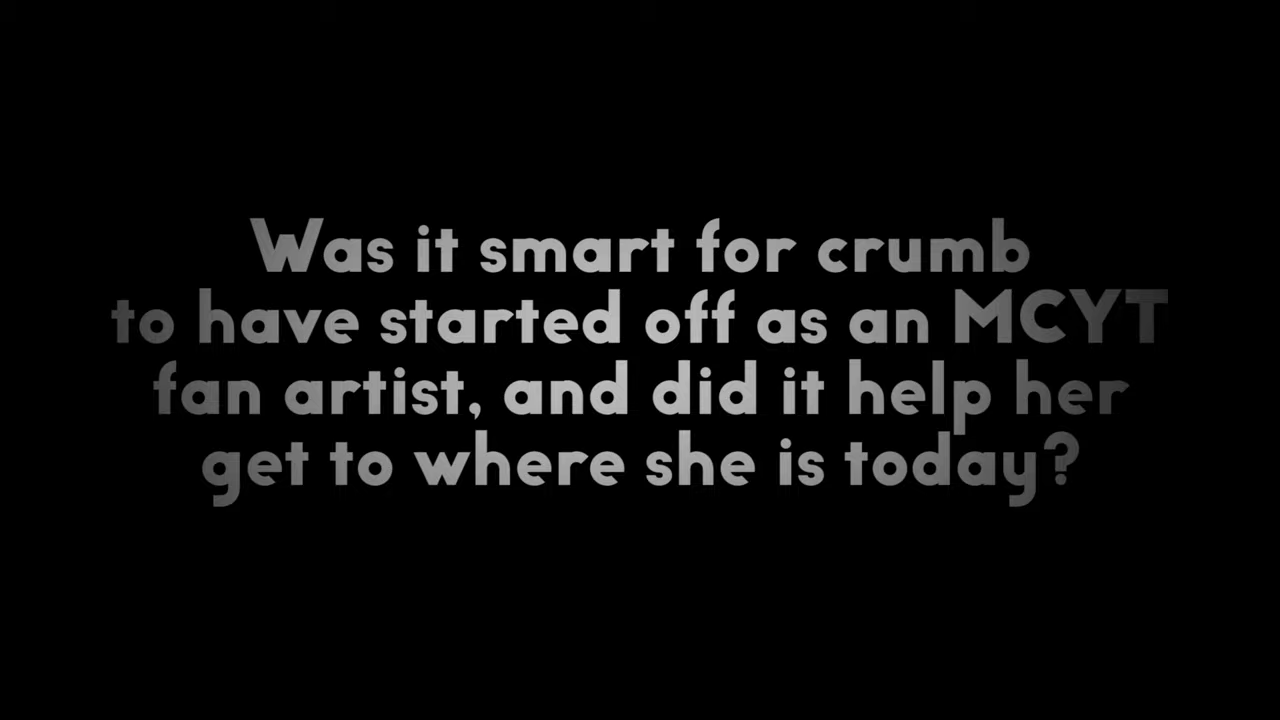 Was it smart for crumb
to have started off as an MCYT
fan artist, and did it help her
get to where she is today?